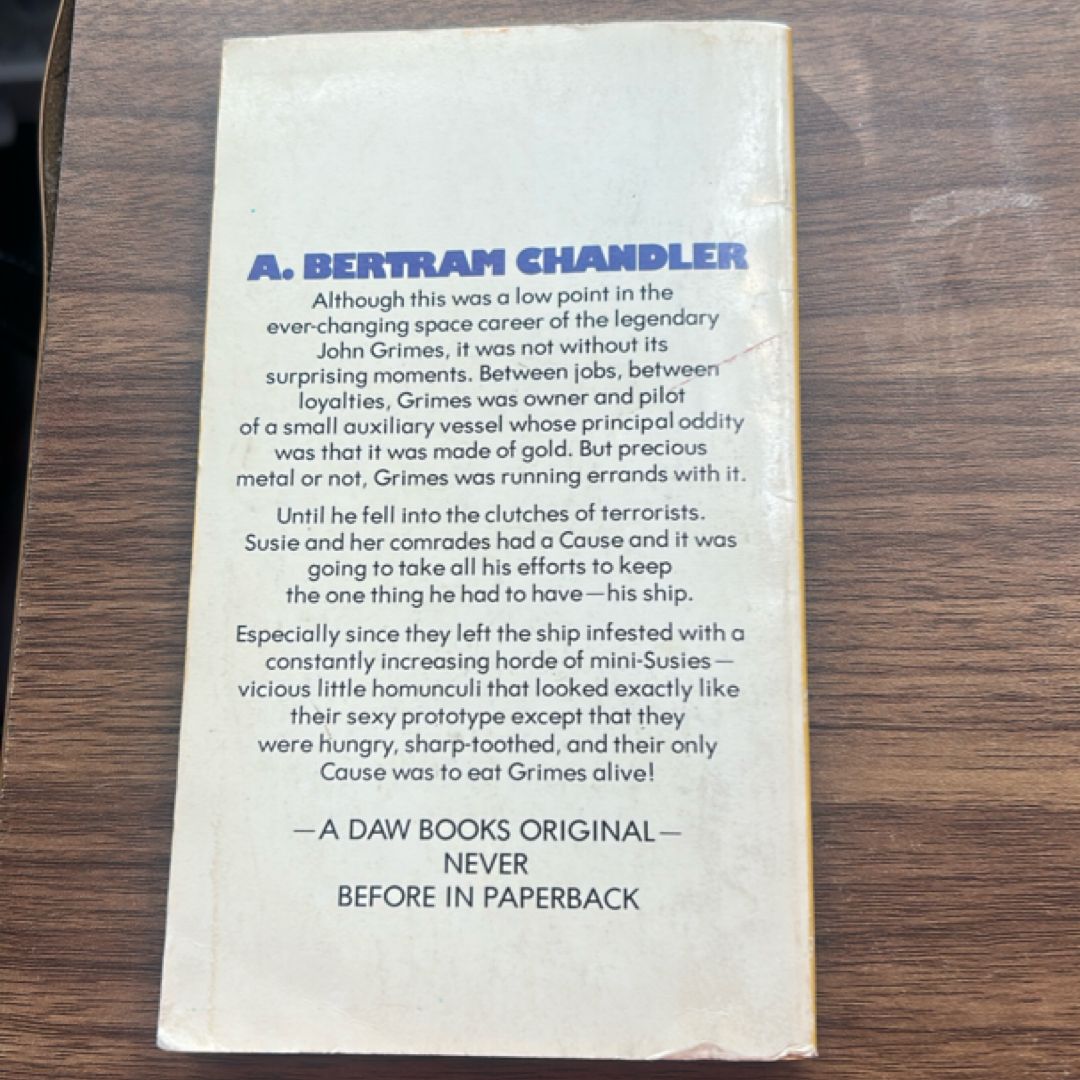 A. BERTRAM CHANDLER
Although this was a low point in the
ever-changing space career of the legendary
John Grimes, it was not without its
surprising moments. Between jobs, between
loyalties, Grimes was owner and pilot
of a small auxiliary vessel whose principal oddity
was that it was made of gold. But precious
metal or not, Grimes was running errands with it.
Until he fell into the clutches of terrorists.
Susie and her comrades had a Cause and it was
going to take all his efforts to keep
the one thing he had to have—his ship.
Especially since they left the ship infested with a
constantly increasing horde of mini-Susies—
vicious little homunculi that looked exactly like
their sexy prototype except that they
were hungry, sharp-toothed, and their only
Cause was to eat Grimes alive!
—A DAW BOOKS ORIGINAL—
NEVER
BEFORE IN PAPERBACK